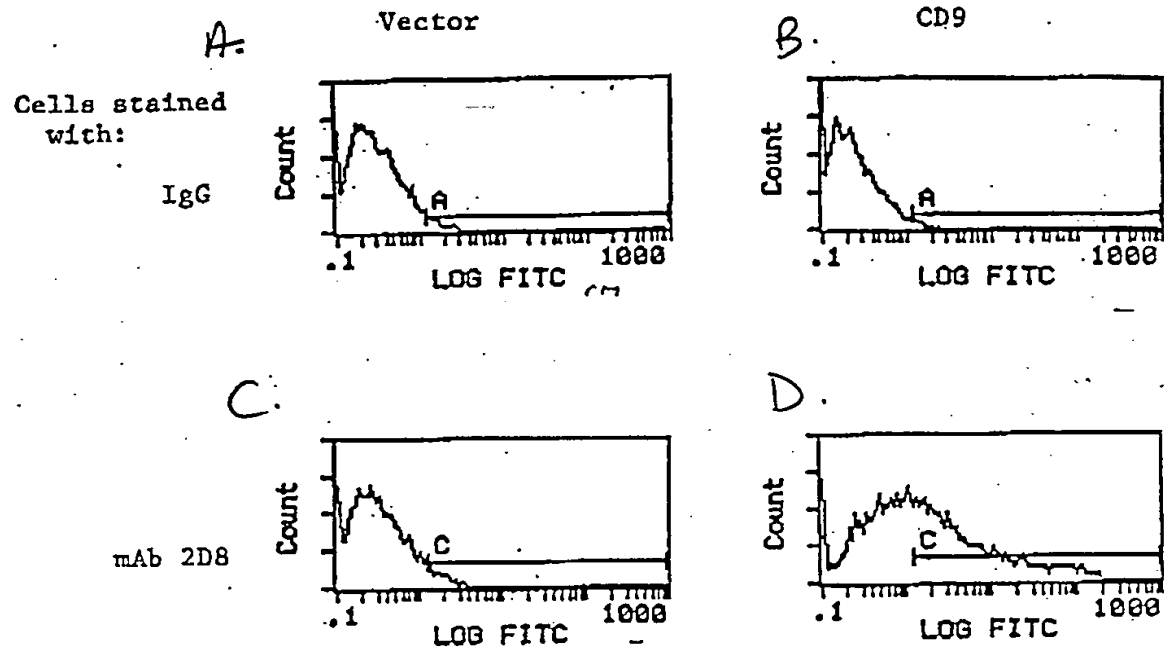 A. Vector B. CD9
Cells stained
with:
IgG
Count
A
.1 1000
LOG FITC
Count
A
.1 1000
LOG FITC
C. D.
mAb 2D8
Count
C
.1 1000
LOG FITC
Count
C
.1 1000
LOG FITC